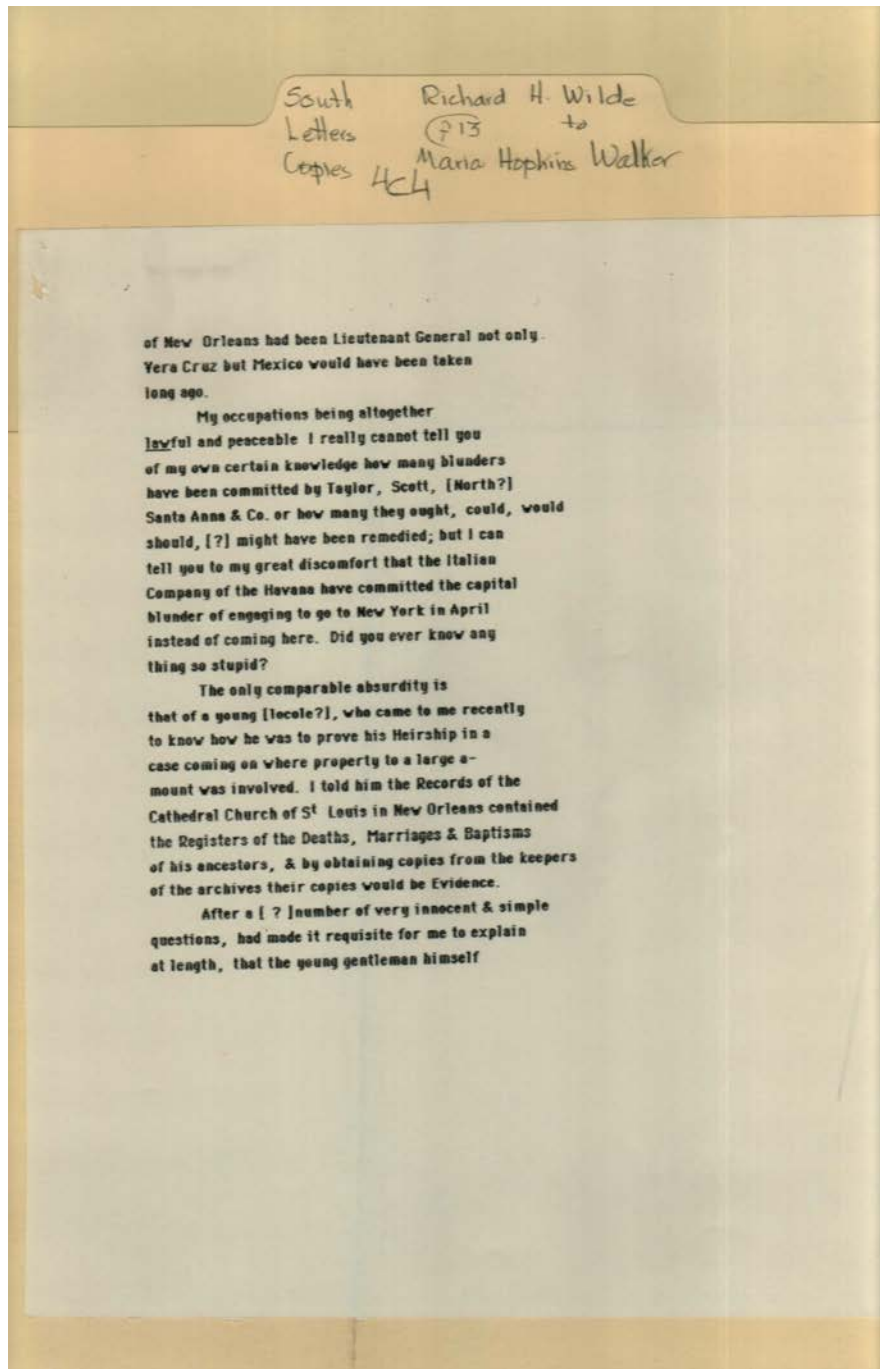 South Richard H. Wilde
Letters P13 to
Copies Maria Hopkins Walker
4C4
of New Orleans had been Lieutenant General not only
Vera Cruz but Mexico would have been taken
long ago.
My occupations being altogether
lawful and peaceable I really cannot tell you
of my own certain knowledge how many blunders
have been committed by Taylor, Scott, [North?]
Santa Anna & Co. or how many they ought, could, would
should, [?] might have been remedied; but I can
tell you to my great discomfort that the Italian
Company of the Havana have committed the capital
blunder of engaging to go to New York in April
instead of coming here. Did you ever know any
thing so stupid?
The only comparable absurdity is
that of a young [locole?], who came to me recently
to know how he was to prove his Heirship in a
case coming on where property to a large a-
mount was involved. I told him the Records of the
Cathedral Church of St Louis in New Orleans contained
the Registers of the Deaths, Marriages & Baptisms
of his ancestors, & by obtaining copies from the keepers
of the archives their copies would be Evidence.
After a [ ? ]number of very innocent & simple
questions, had made it requisite for me to explain
at length, that the young gentleman himself